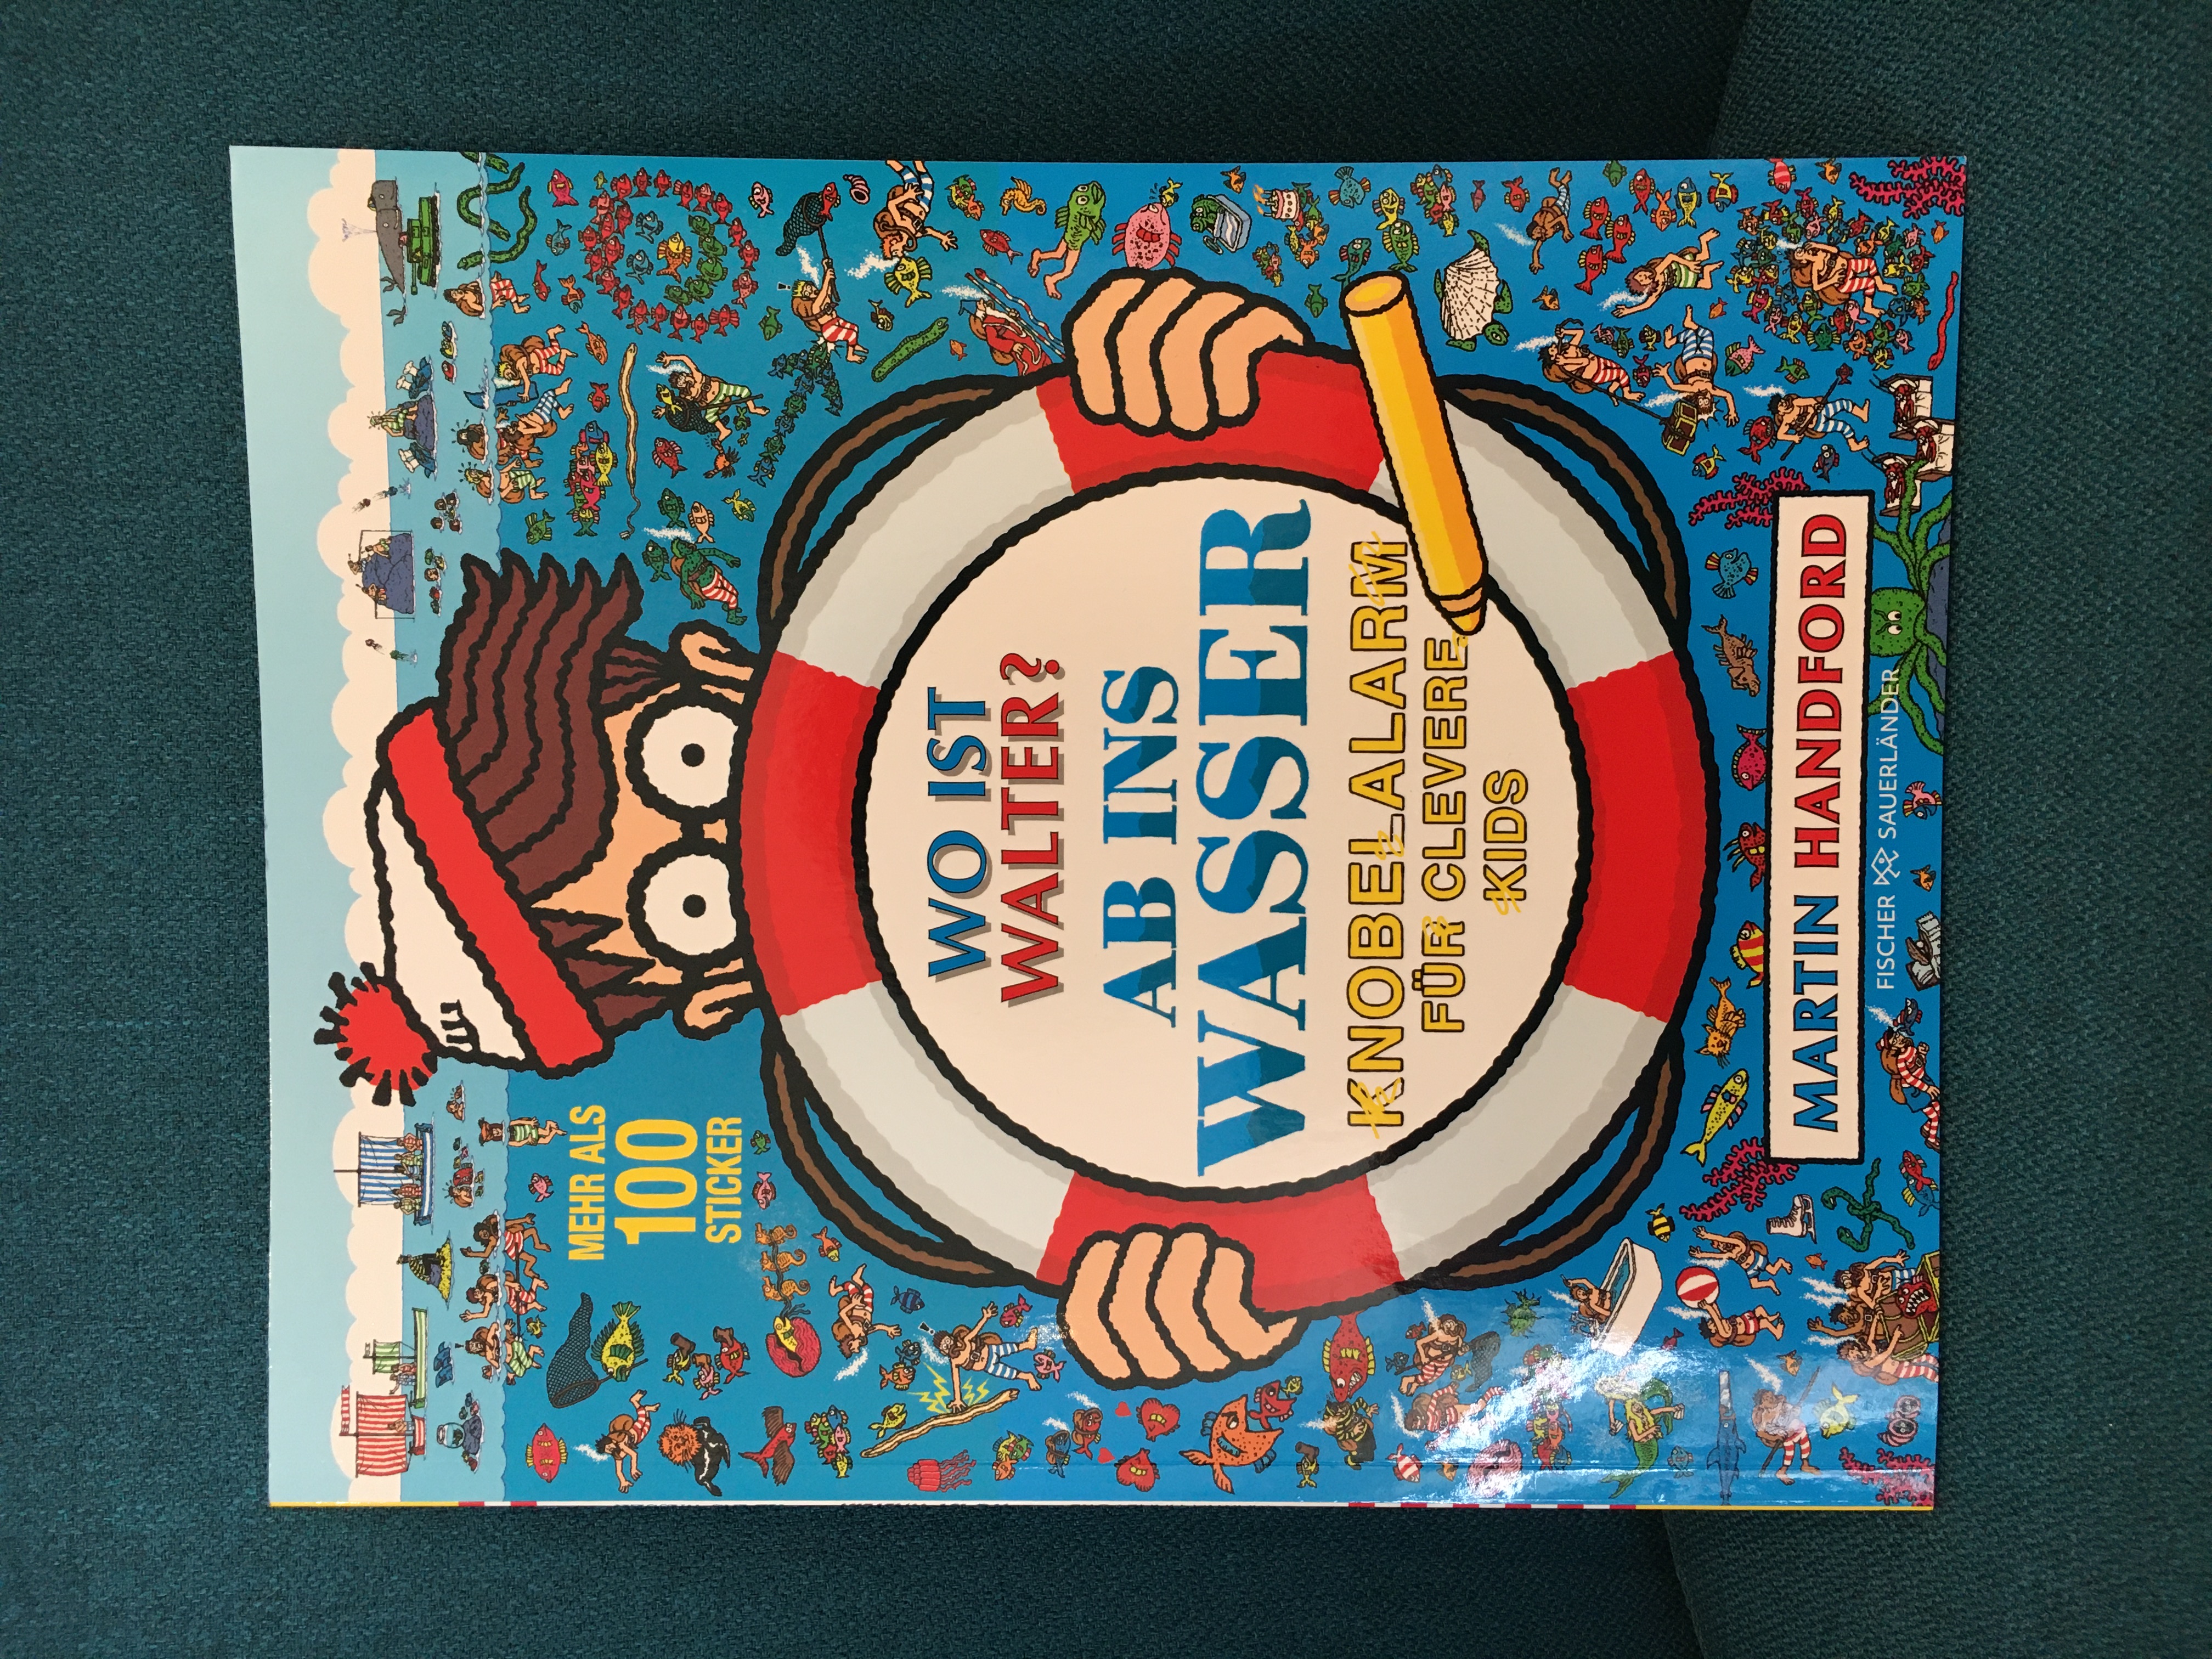 MEHR ALS
100
STICKER
WO IST
WALTER?
AB INS
WASSER
KNOBELALARM
FÜR CLEVERE
KIDS
MARTIN HANDFORD
FISCHER SAUERLÄNDER